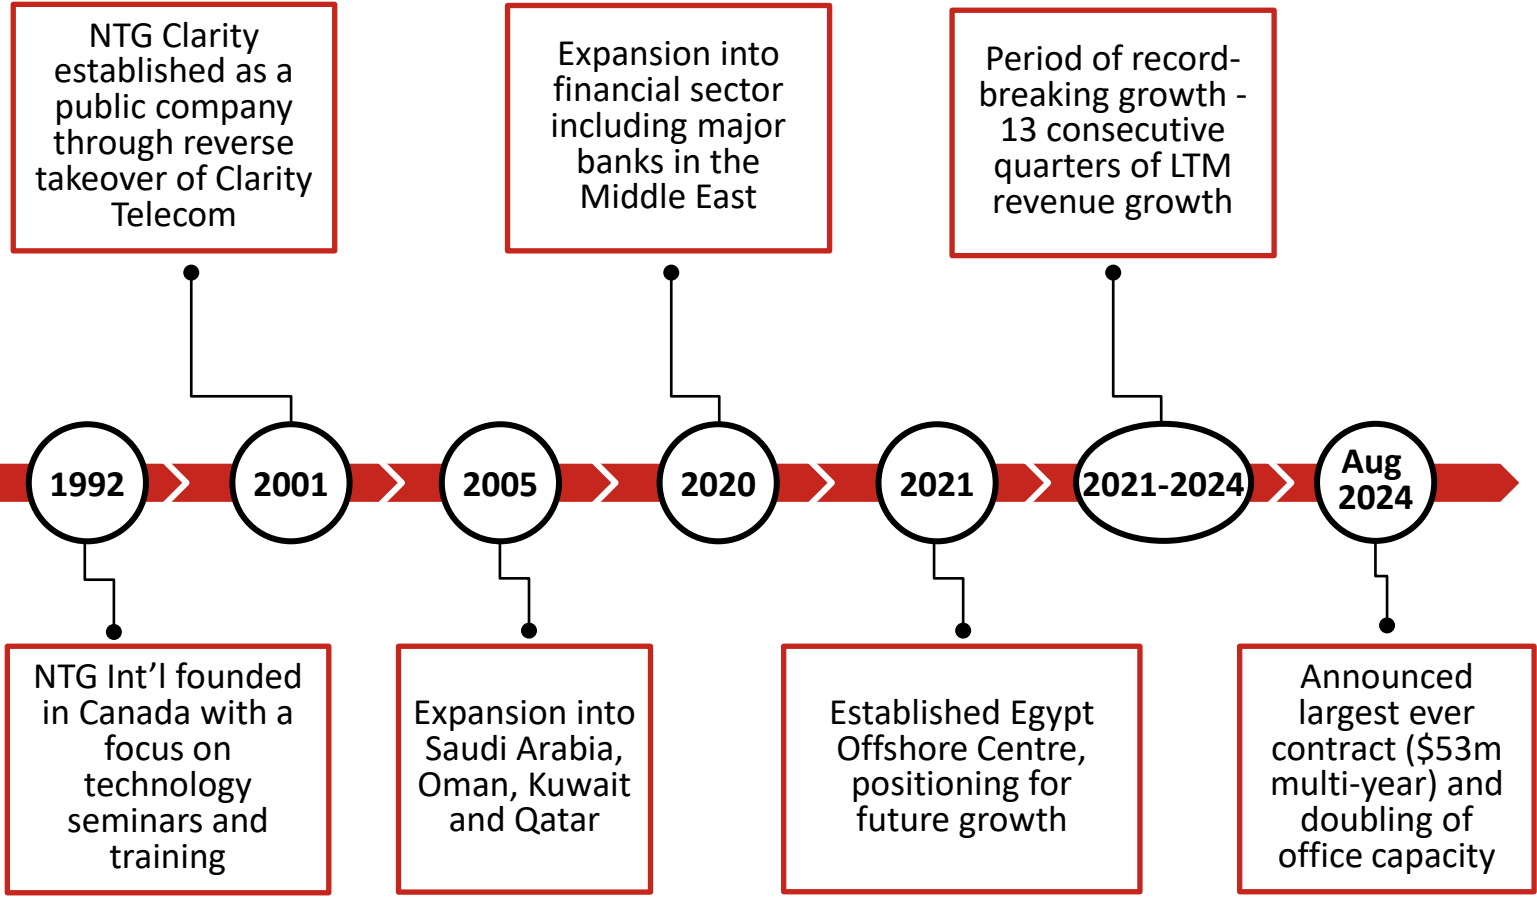 NTG Clarity
established as a
public company
through reverse
takeover of Clarity
Telecom
Expansion into
financial sector
including major
banks in the
Middle East
Period of record-
breaking growth -
13 consecutive
quarters of LTM
revenue growth
1992
2001
2005
2020
2021
2021-2024
Aug
2024
NTG Int’l founded
in Canada with a
focus on
technology
seminars and
training
Expansion into
Saudi Arabia,
Oman, Kuwait
and Qatar
Established Egypt
Offshore Centre,
positioning for
future growth
Announced
largest ever
contract ($53m
multi-year) and
doubling of
office capacity